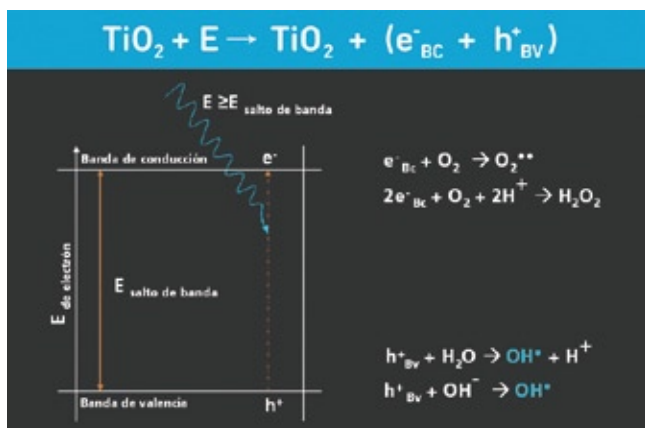 TiO₂ + E → TiO₂ + (e⁻BC + h⁺BV)
E ≥E salto de banda
Banda de conducción
e⁻
E de electrón
E salto de banda
Banda de valencia
h⁺
e⁻Bc + O₂ → O₂••
2e⁻Bc + O₂ + 2H⁺ → H₂O₂
h⁺Bv + H₂O → OH• + H⁺
h⁺Bv + OH⁻ → OH•